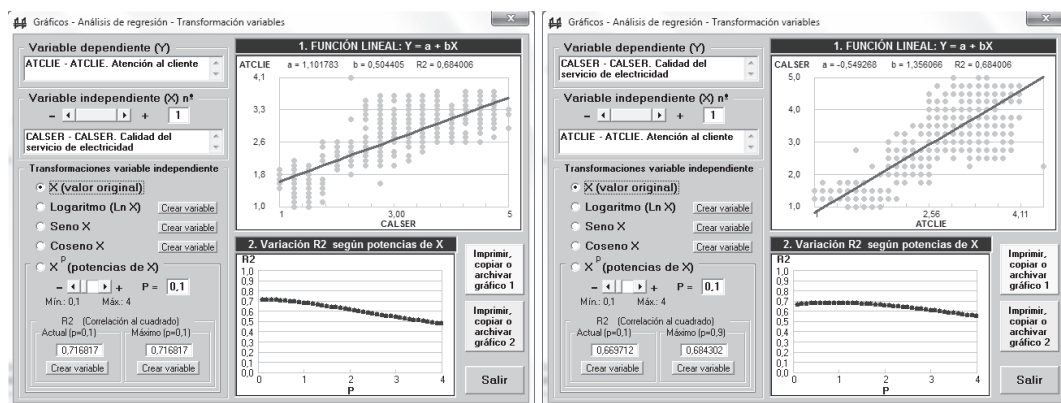 Gráficos - Análisis de regresión - Transformación variables
X
Variable dependiente (Y)
ATCLIE - ATCLIE. Atención al cliente
Variable independiente (X) nº
- + 1
CALSER - CALSER. Calidad del
servicio de electricidad
Transformaciones variable independiente
X (valor original)
Logaritmo (Ln X) Crear variable
Seno X Crear variable
Coseno X Crear variable
X^p (potencias de X)
- + P = 0,1
Mín.: 0,1 Máx.: 4
R2 (Correlación al cuadrado)
Actual (p=0,1) Máximo (p=0,1)
0,716817 0,716817
Crear variable Crear variable
1. FUNCIÓN LINEAL: Y = a + bX
ATCLIE a = 1,101783 b = 0,504405 R2 = 0,684006
4,1
3,3
2,6
1,8
1,0
1 3,00 5
CALSER
2. Variación R2 según potencias de X
R2
1,0
0,9
0,8
0,7
0,6
0,5
0,4
0,3
0,2
0,1
0,0
0 1 2 3 4
P
Imprimir,
copiar o
archivar
gráfico 1
Imprimir,
copiar o
archivar
gráfico 2
Salir
Gráficos - Análisis de regresión - Transformación variables
X
Variable dependiente (Y)
CALSER - CALSER. Calidad del
servicio de electricidad
Variable independiente (X) nº
- + 1
ATCLIE - ATCLIE. Atención al cliente
Transformaciones variable independiente
X (valor original)
Logaritmo (Ln X) Crear variable
Seno X Crear variable
Coseno X Crear variable
X^p (potencias de X)
- + P = 0,1
Mín.: 0,1 Máx.: 4
R2 (Correlación al cuadrado)
Actual (p=0,1) Máximo (p=0,9)
0,669712 0,684302
Crear variable Crear variable
1. FUNCIÓN LINEAL: Y = a + bX
CALSER a = -0,549268 b = 1,356066 R2 = 0,684006
5,0
4,0
3,0
2,0
1,0
1 2,56 4,11
ATCLIE
2. Variación R2 según potencias de X
R2
1,0
0,9
0,8
0,7
0,6
0,5
0,4
0,3
0,2
0,1
0,0
0 1 2 3 4
P
Imprimir,
copiar o
archivar
gráfico 1
Imprimir,
copiar o
archivar
gráfico 2
Salir